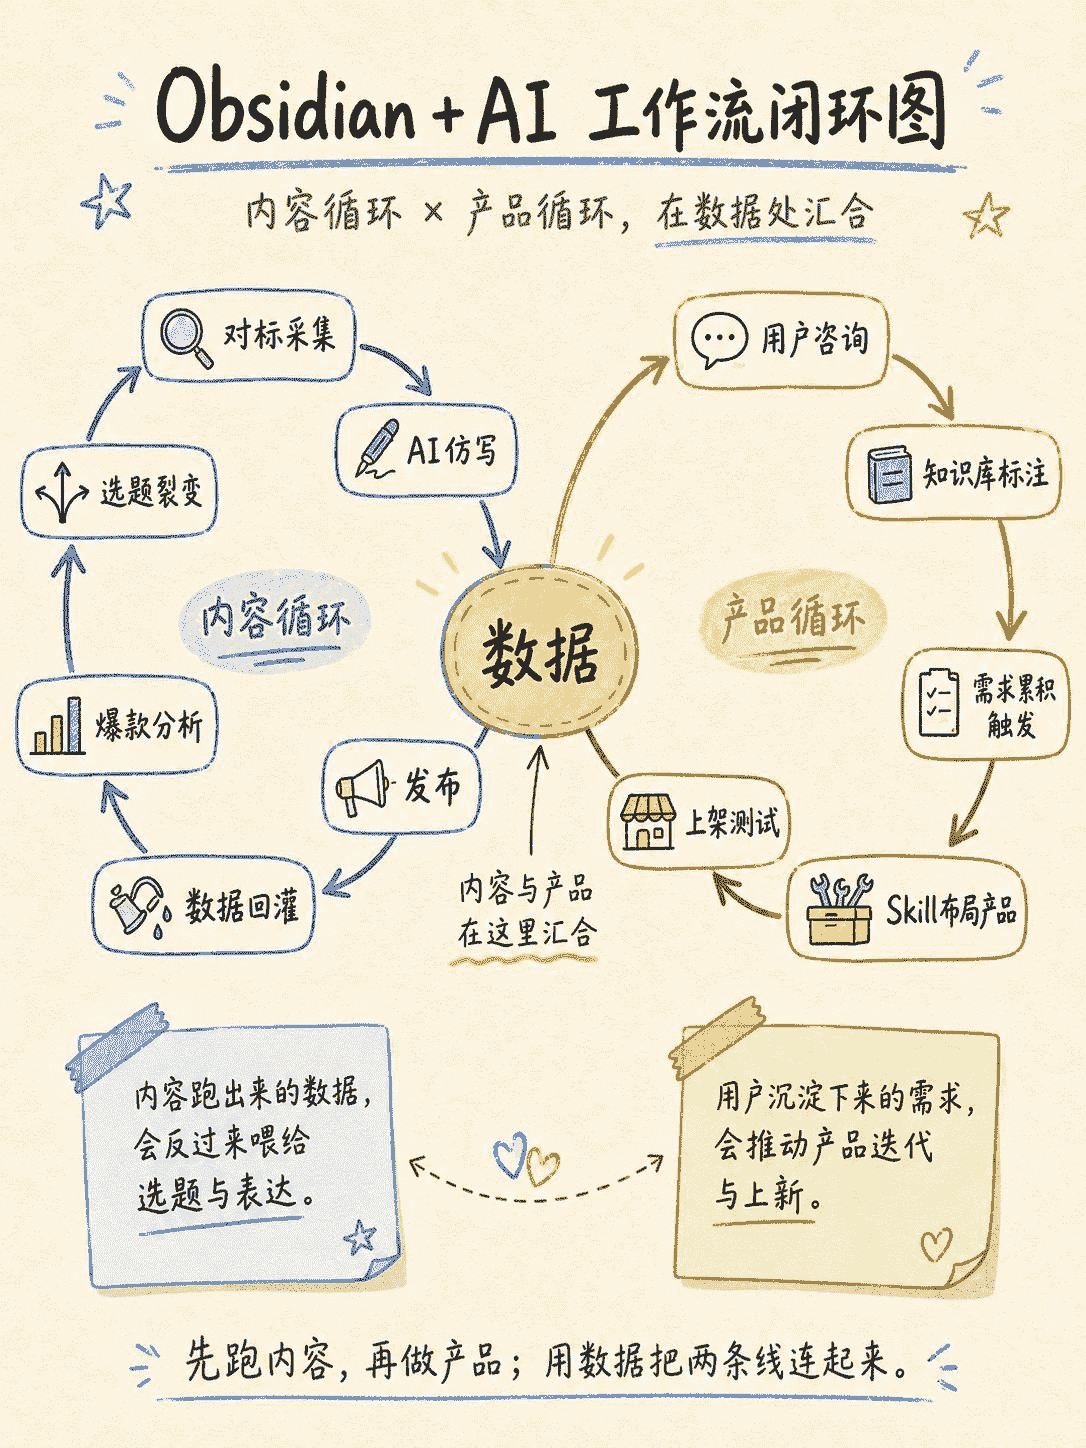 Obsidian + AI 工作流闭环图
内容循环 × 产品循环，在数据处汇合
对标采集
AI仿写
选题裂变
内容循环
爆款分析
发布
数据回灌
数据
用户咨询
知识库标注
产品循环
需求累积
触发
上架测试
Skill布局产品
内容与产品
在这里汇合
内容跑出来的数据，
会反过来喂给
选题与表达。
用户沉淀下来的需求，
会推动产品迭代
与上新。
先跑内容，再做产品；用数据把两条线连起来。